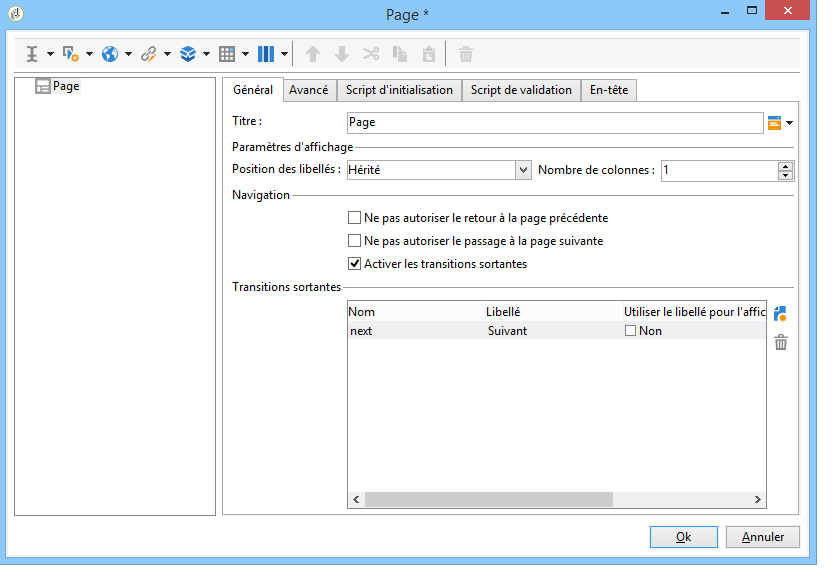 Page *
Page
Général Avancé Script d'initialisation Script de validation En-tête
Titre : Page
Paramètres d'affichage
Position des libellés : Hérité Nombre de colonnes : 1
Navigation
Ne pas autoriser le retour à la page précédente
Ne pas autoriser le passage à la page suivante
Activer les transitions sortantes
Transitions sortantes
Nom Libellé Utiliser le libellé pour l'affic
next Suivant Non
Ok Annuler